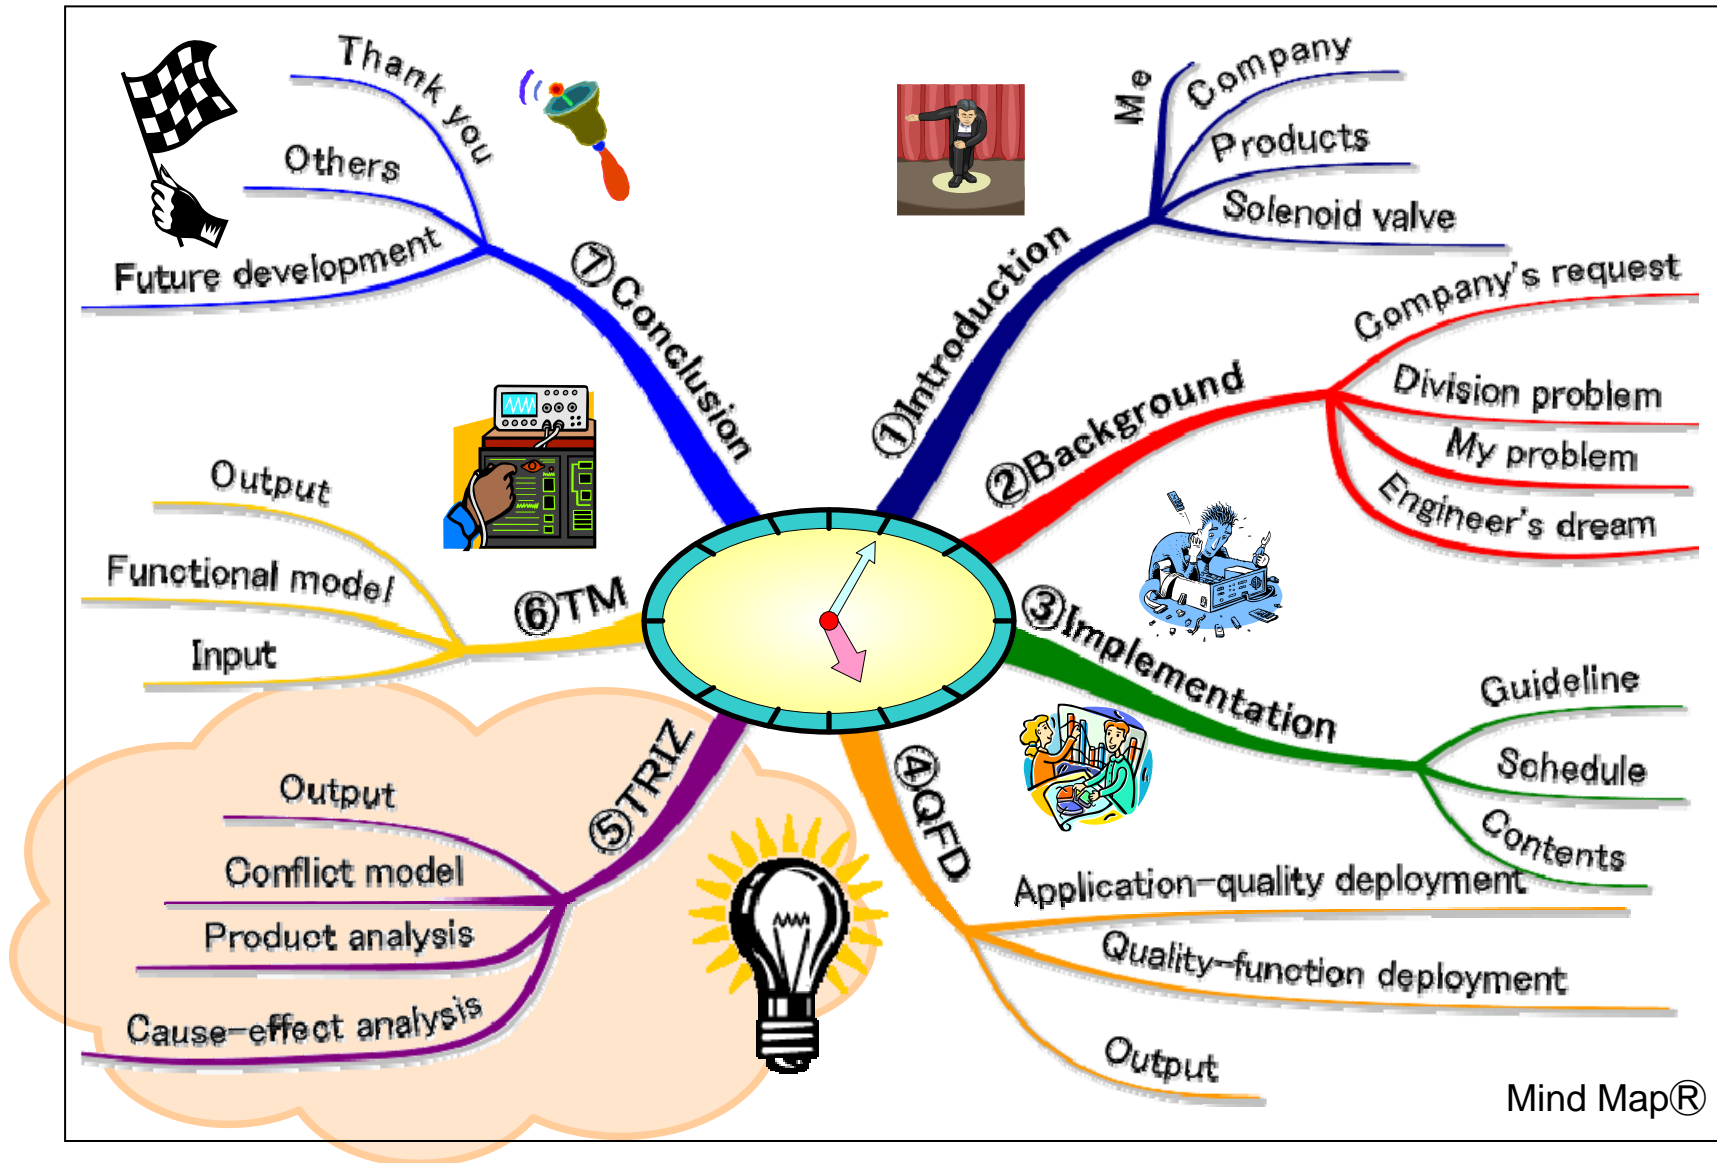 ①Introduction
Me
Company
Products
Solenoid valve
②Background
Company's request
Division problem
My problem
Engineer's dream
③Implementation
Guideline
Schedule
Contents
④QFD
Application-quality deployment
Quality-function deployment
Output
⑤TRIZ
Output
Conflict model
Product analysis
Cause-effect analysis
⑥TM
Output
Functional model
Input
⑦Conclusion
Thank you
Others
Future development
Mind Map®